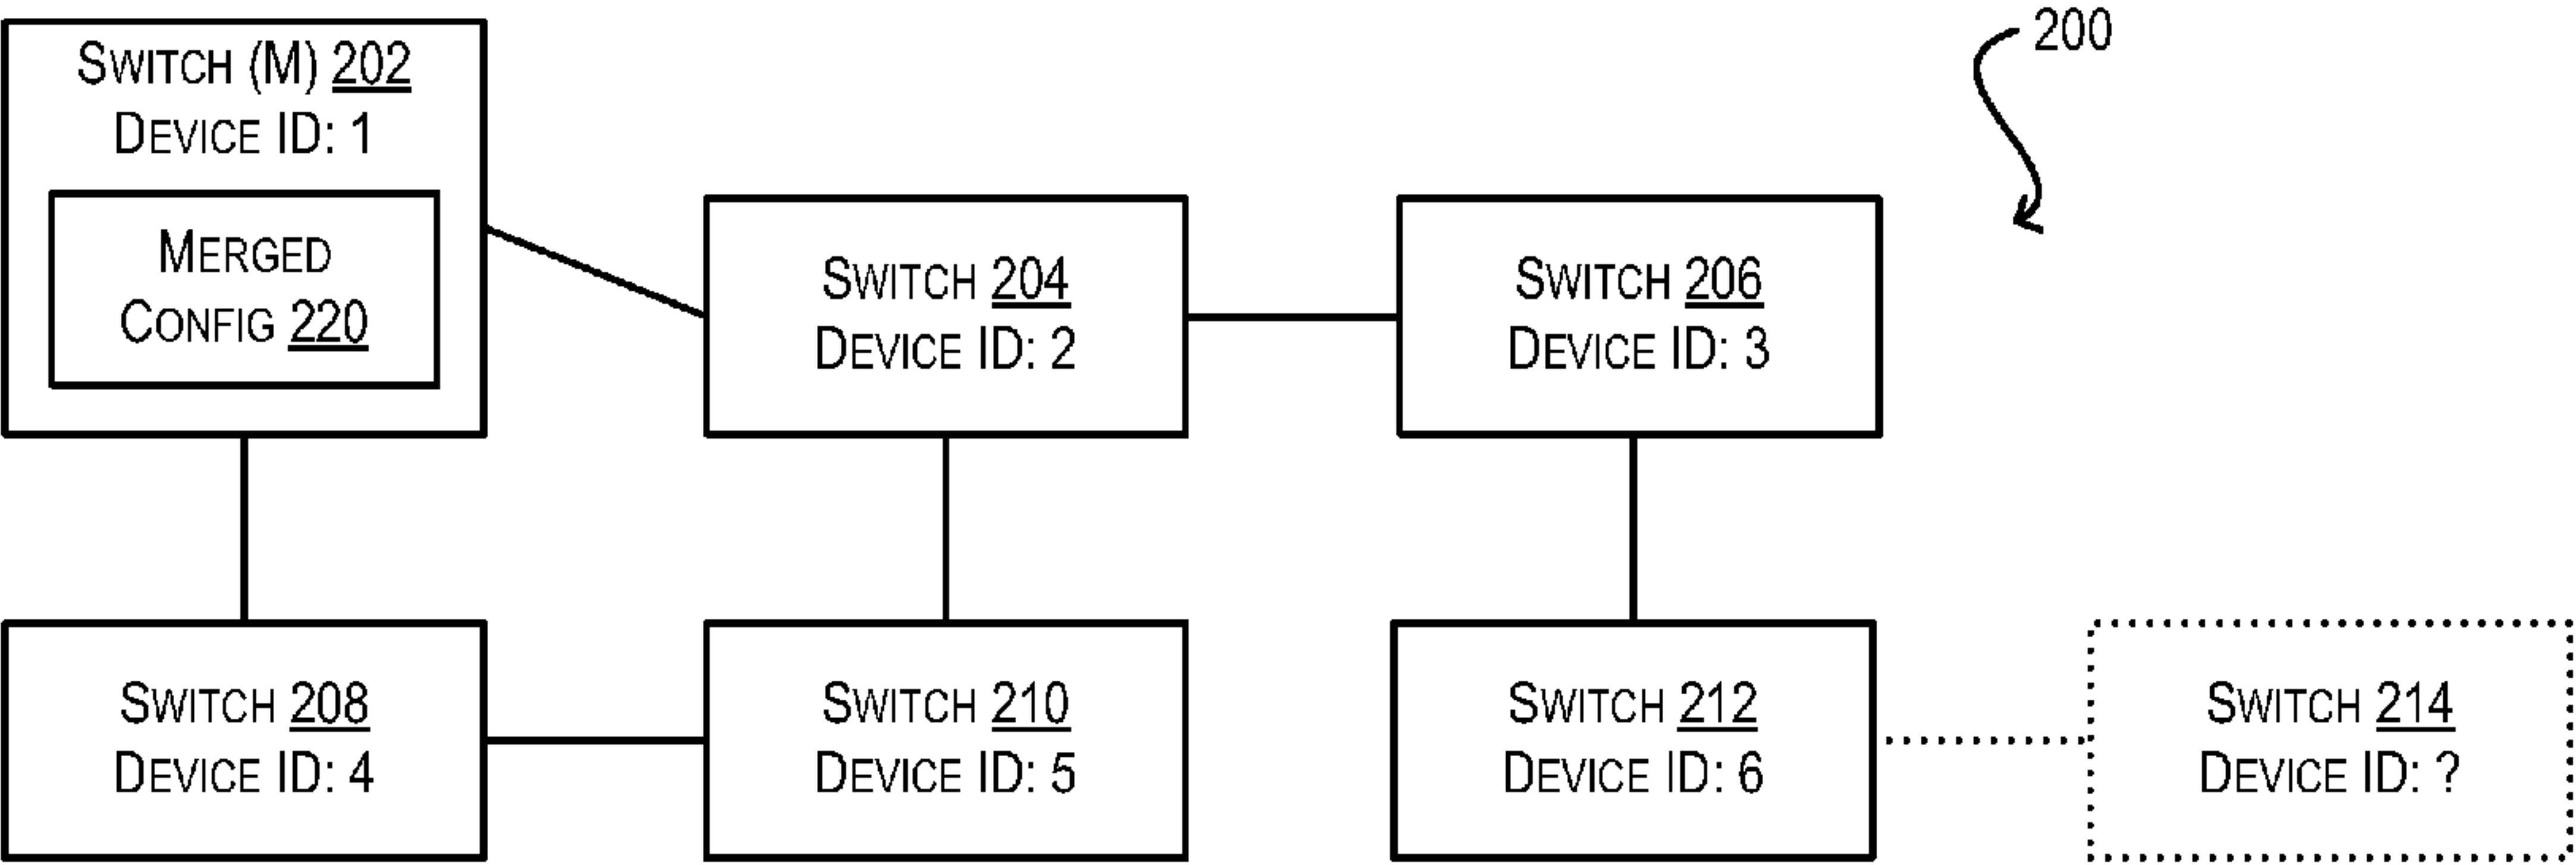 SWITCH (M) 202
DEVICE ID: 1
MERGED
CONFIG 220
200
SWITCH 204
DEVICE ID: 2
SWITCH 206
DEVICE ID: 3
SWITCH 208
DEVICE ID: 4
SWITCH 210
DEVICE ID: 5
SWITCH 212
DEVICE ID: 6
SWITCH 214
DEVICE ID: ?